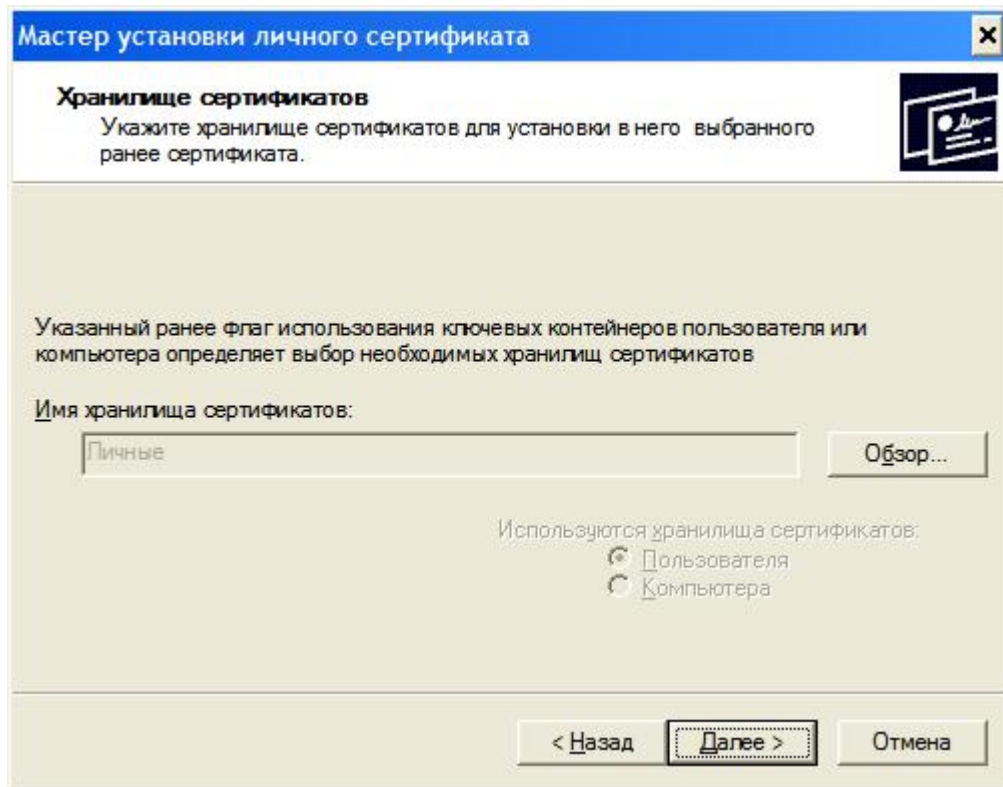 Мастер установки личного сертификата
Хранилище сертификатов
Укажите хранилище сертификатов для установки в него выбранного
ранее сертификата.
Указанный ранее флаг использования ключевых контейнеров пользователя или
компьютера определяет выбор необходимых хранилищ сертификатов
Имя хранилища сертификатов:
Личные
Обзор...
Используются хранилища сертификатов:
Пользователя
Компьютера
< Назад
Далее >
Отмена